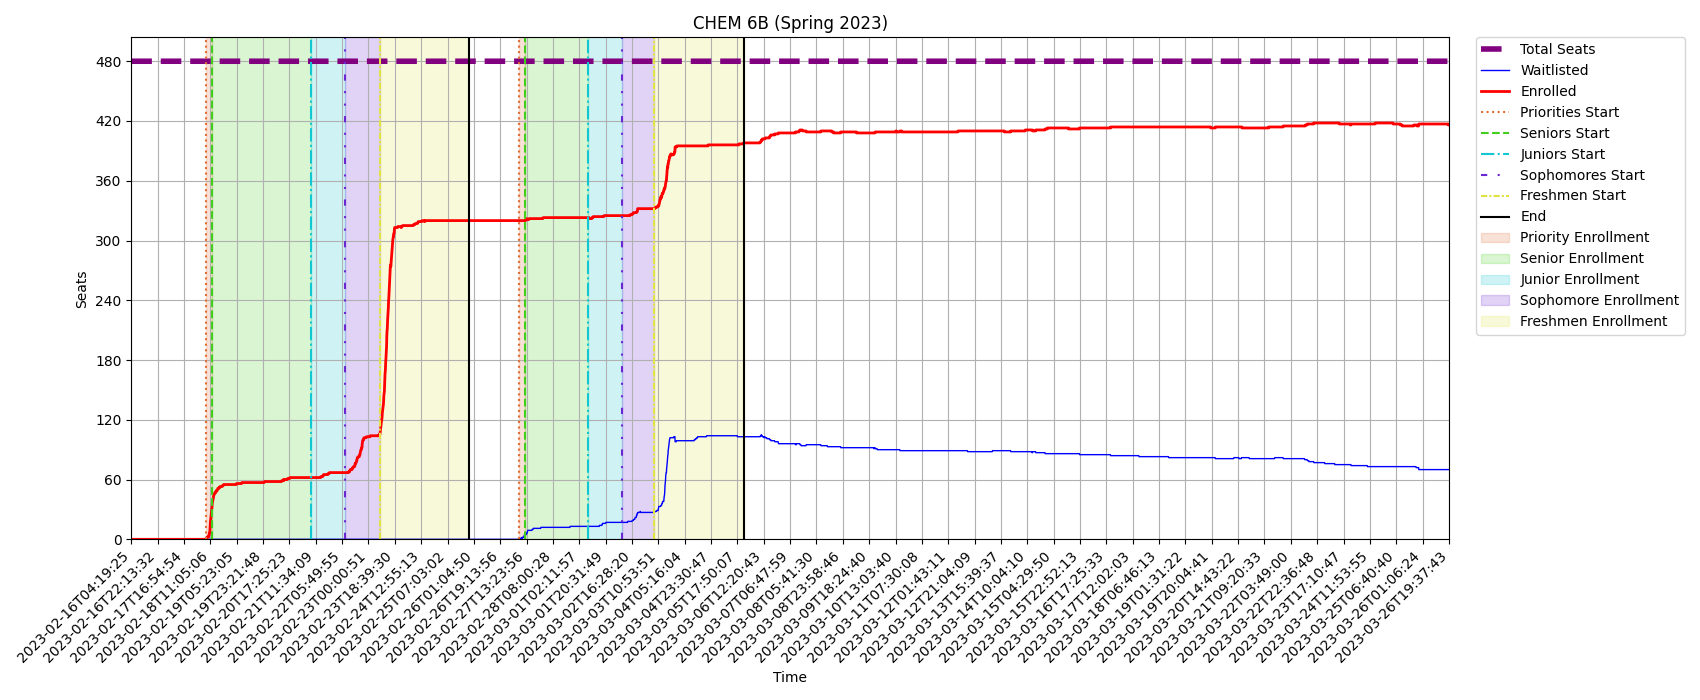 CHEM 6B (Spring 2023)
Seats
480
420
360
300
240
180
120
60
0
2023-02-16T04:19:25
2023-02-16T22:13:32
2023-02-17T16:54:54
2023-02-18T11:05:06
2023-02-19T05:23:05
2023-02-19T23:21:48
2023-02-20T17:25:23
2023-02-21T11:34:09
2023-02-22T05:49:55
2023-02-23T00:00:51
2023-02-23T18:39:30
2023-02-24T12:55:13
2023-02-25T07:03:02
2023-02-26T01:04:50
2023-02-26T19:13:56
2023-02-27T13:23:56
2023-02-28T08:00:28
2023-03-01T02:11:57
2023-03-01T20:31:49
2023-03-02T16:28:20
2023-03-03T10:53:51
2023-03-04T05:16:04
2023-03-04T23:30:47
2023-03-05T17:50:07
2023-03-06T12:20:43
2023-03-07T06:47:59
2023-03-08T05:41:30
2023-03-08T23:58:46
2023-03-09T18:24:40
2023-03-10T13:03:40
2023-03-11T07:30:08
2023-03-12T01:43:11
2023-03-12T21:04:09
2023-03-13T15:39:37
2023-03-14T10:04:10
2023-03-15T04:29:50
2023-03-15T22:52:13
2023-03-16T17:25:33
2023-03-17T12:02:03
2023-03-18T06:46:13
2023-03-19T01:31:22
2023-03-19T20:04:41
2023-03-20T14:43:22
2023-03-21T09:20:33
2023-03-22T03:49:00
2023-03-22T22:36:48
2023-03-23T17:10:47
2023-03-24T11:53:55
2023-03-25T06:40:40
2023-03-26T01:06:24
2023-03-26T19:37:43
Time
Total Seats
Waitlisted
Enrolled
Priorities Start
Seniors Start
Juniors Start
Sophomores Start
Freshmen Start
End
Priority Enrollment
Senior Enrollment
Junior Enrollment
Sophomore Enrollment
Freshmen Enrollment